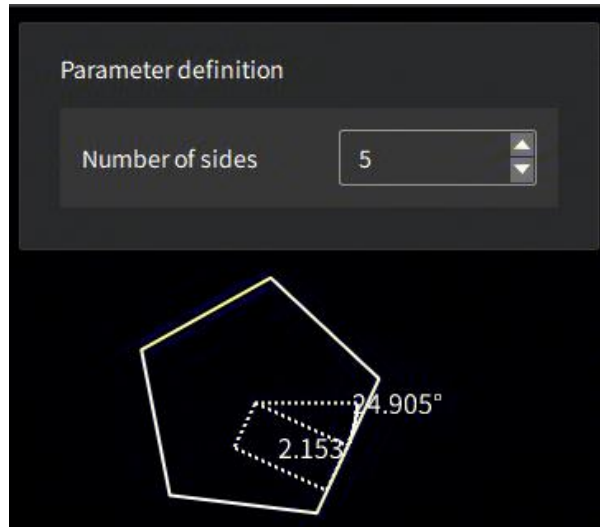 Parameter definition
Number of sides 5
24.905°
2.153